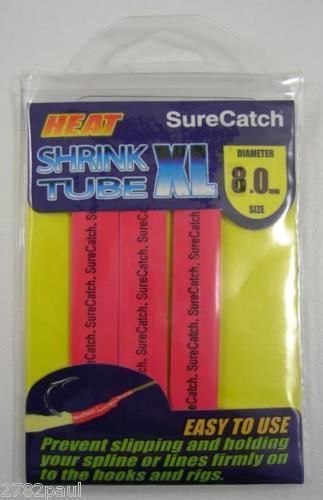 HEAT
SureCatch®
SHRINK
TUBE XL
DIAMETER
8.0mm
SIZE
SureCatch. SureCatch. SureCatch.
SureCatch. SureCatch. SureCatch.
SureCatch. SureCatch. SureCatch.
EASY TO USE
Prevent slipping and holding
your spline or lines firmly on
to the hooks and rigs.
2782paul